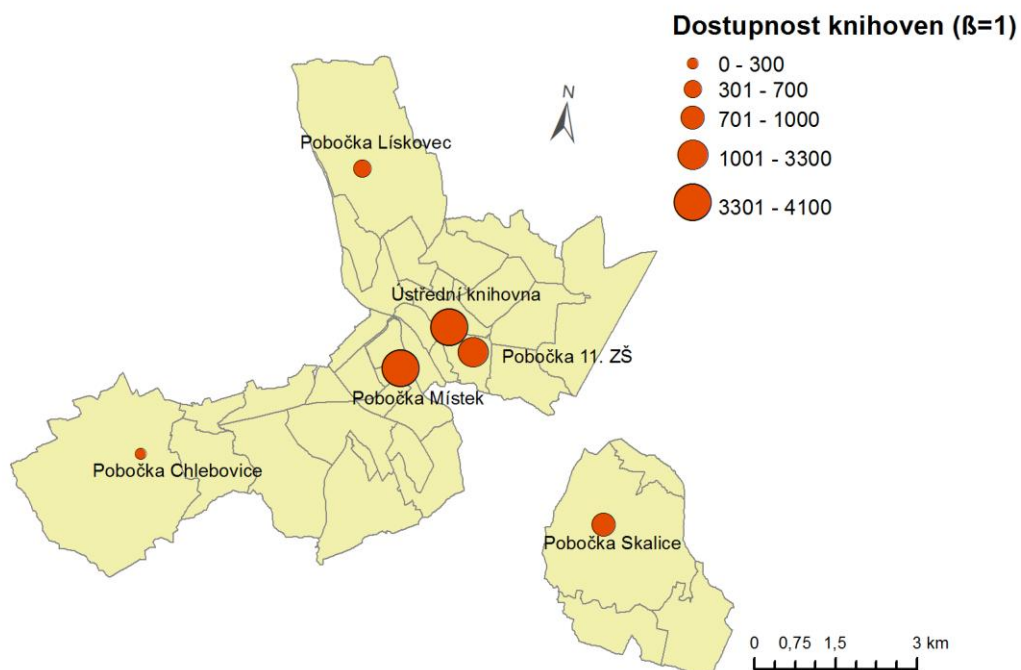 Dostupnost knihoven (ß=1)
0 - 300
301 - 700
701 - 1000
1001 - 3300
3301 - 4100
N
Pobočka Lískovec
Ústřední knihovna
Pobočka 11. ZŠ
Pobočka Místek
Pobočka Chlebovice
Pobočka Skalice
0 0,75 1,5 3 km